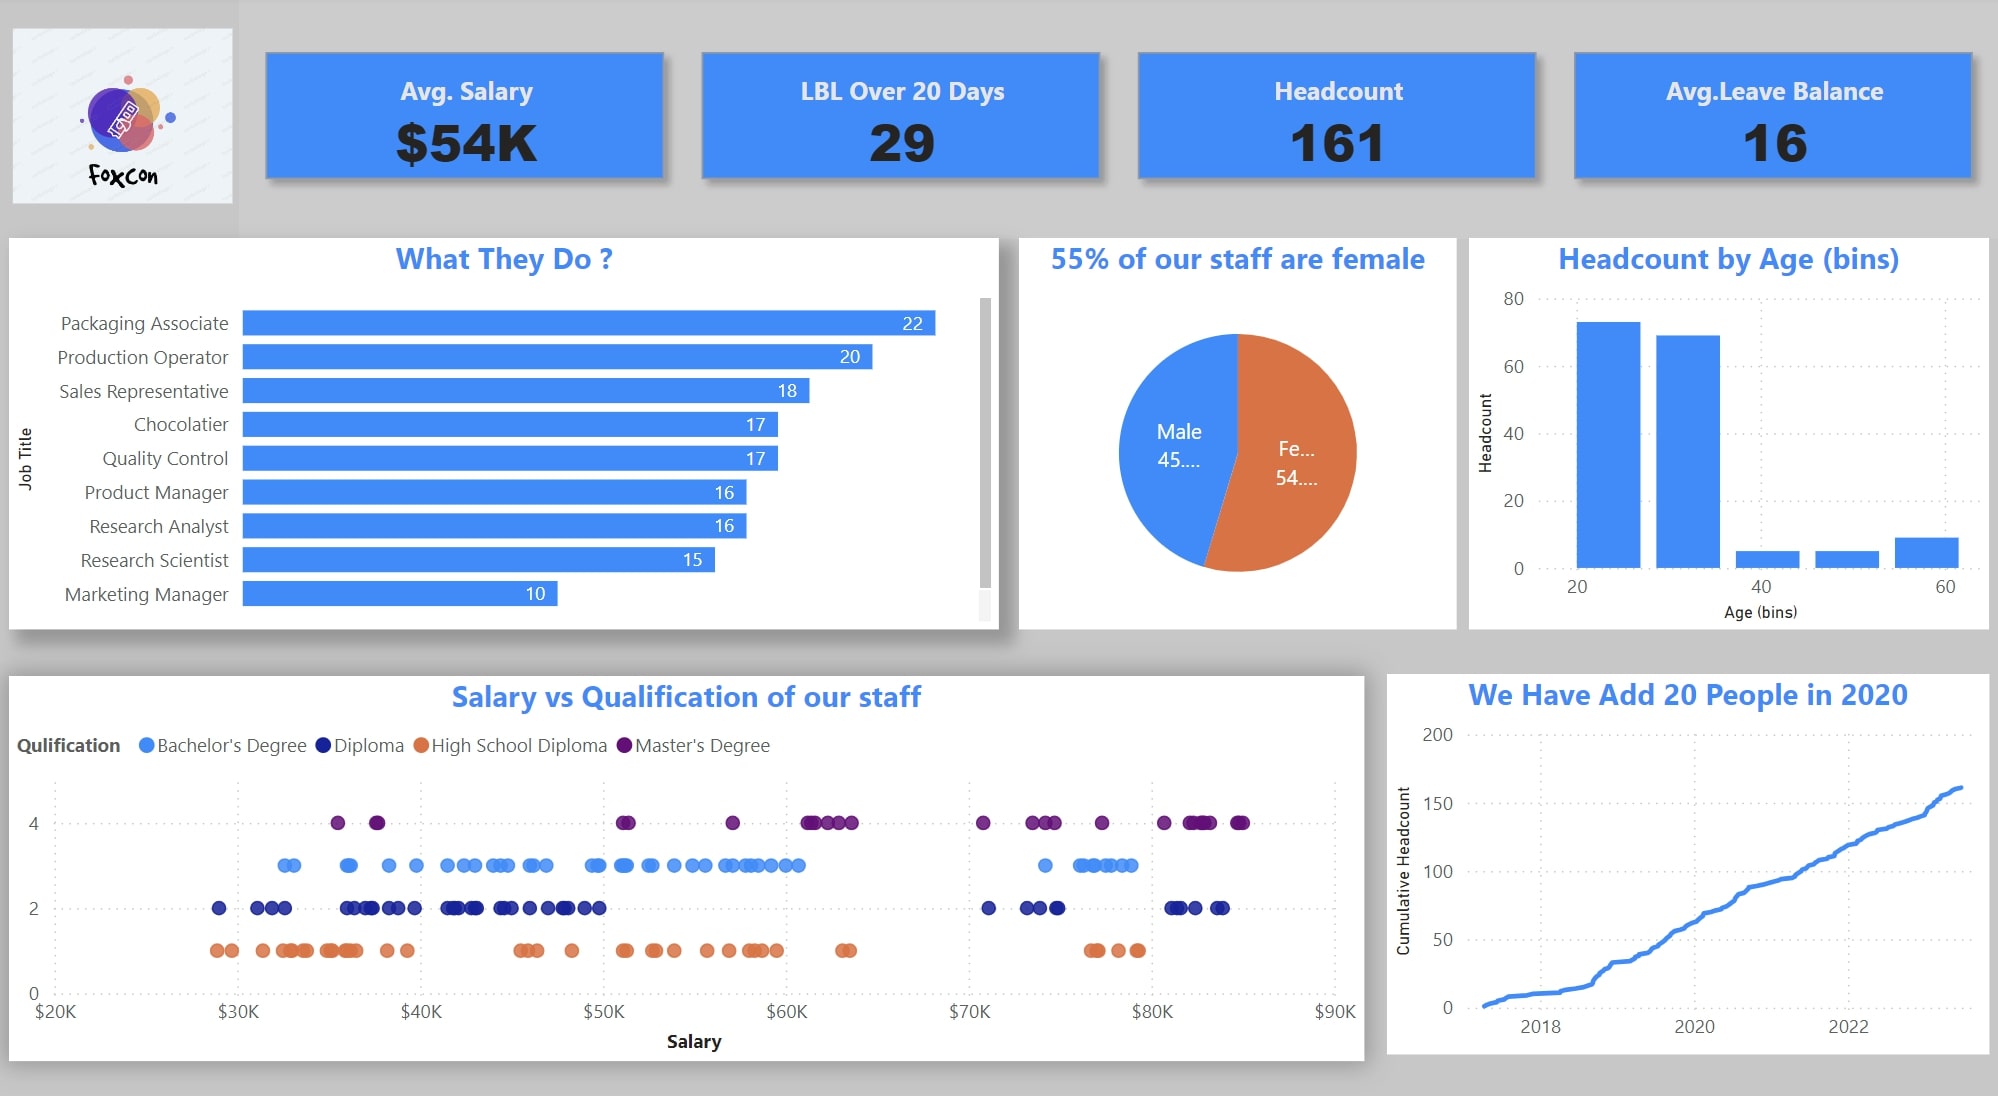 FoxCon
Avg. Salary
$54K
LBL Over 20 Days
29
Headcount
161
Avg.Leave Balance
16
What They Do ?
Job Title
Packaging Associate 22
Production Operator 20
Sales Representative 18
Chocolatier 17
Quality Control 17
Product Manager 16
Research Analyst 16
Research Scientist 15
Marketing Manager 10
55% of our staff are female
Male
45....
Fe...
54....
Headcount by Age (bins)
Headcount
80
60
40
20
0
20 40 60
Age (bins)
Salary vs Qualification of our staff
Qulification Bachelor's Degree Diploma High School Diploma Master's Degree
4
2
0
$20K $30K $40K $50K $60K $70K $80K $90K
Salary
We Have Add 20 People in 2020
Cumulative Headcount
200
150
100
50
0
2018 2020 2022